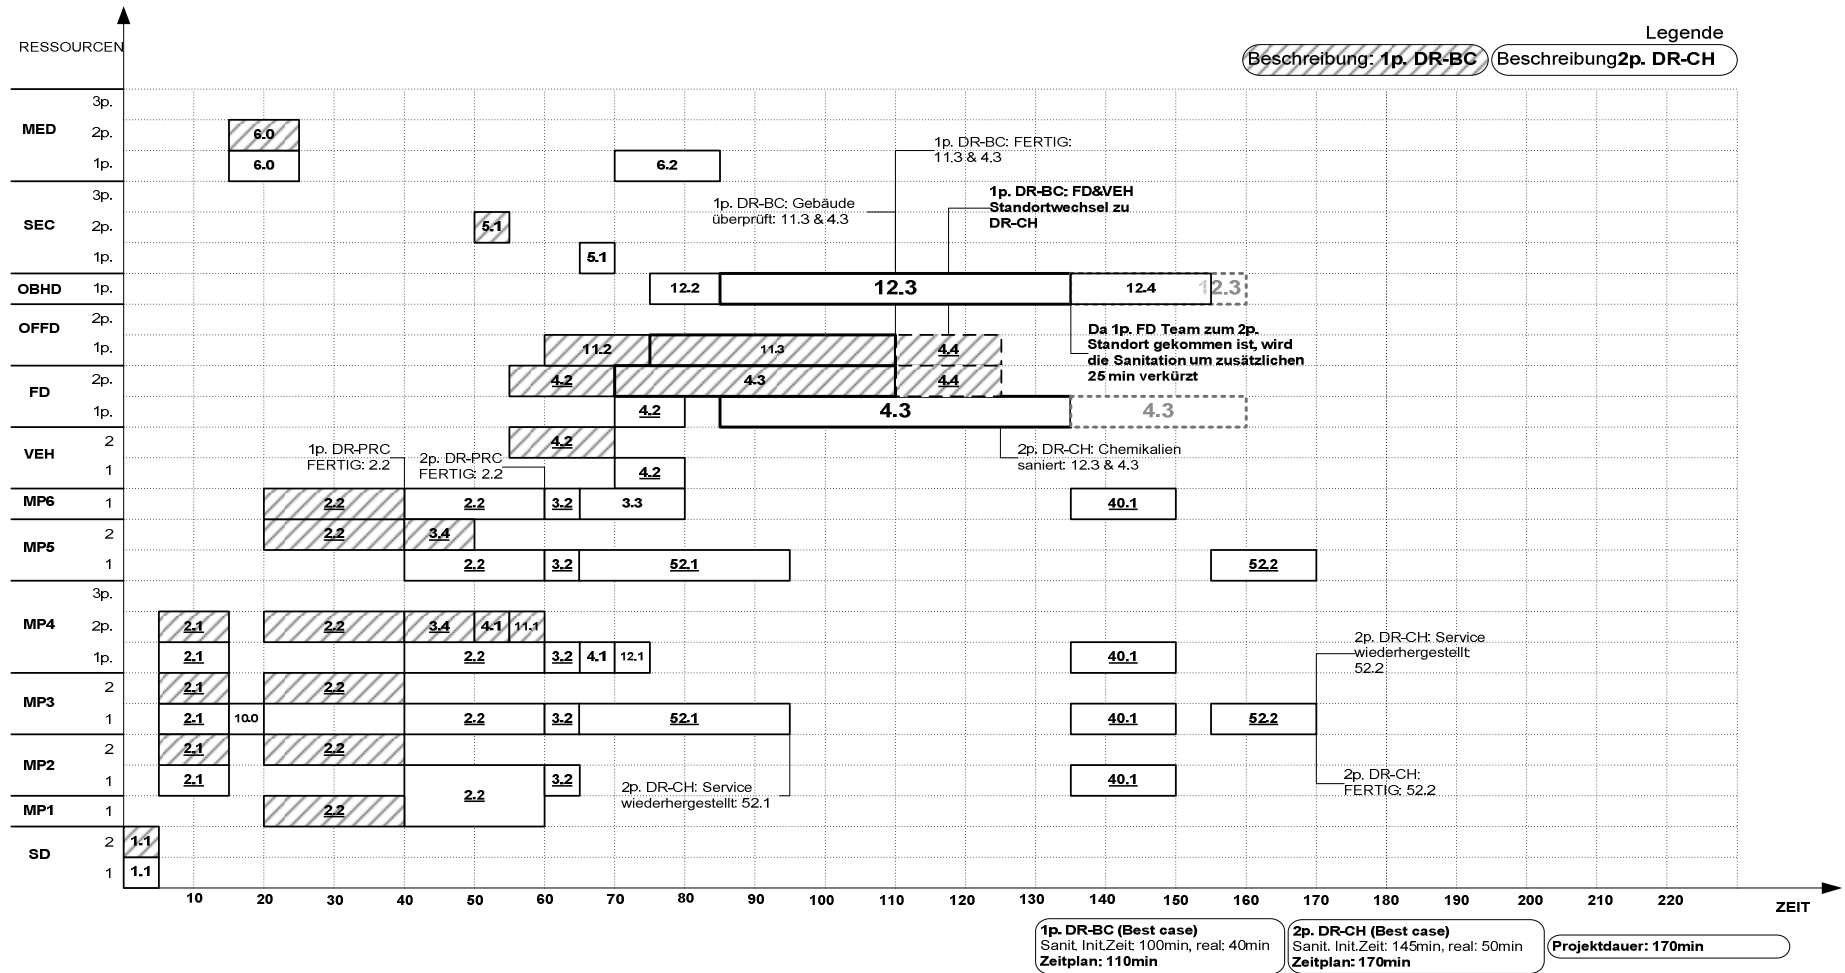 RESSOURCEN
Legende
Beschreibung: 1p. DR-BC
Beschreibung2p. DR-CH
3p.
MED
2p.
6.0
1p.
6.0
6.2
1p. DR-BC: FERTIG:
11.3 & 4.3
3p.
1p. DR-BC: Gebäude
überprüft: 11.3 & 4.3
1p. DR-BC: FD&VEH
Standortwechsel zu
DR-CH
SEC
2p.
5.1
1p.
5.1
OBHD
1p.
12.2
12.3
12.4
12.3
OFFD
2p.
1p.
11.2
11.3
4.4
Da 1p. FD Team zum 2p.
Standort gekommen ist, wird
die Sanitation um zusätzlichen
25 min verkürzt
FD
2p.
4.2
4.3
4.4
1p.
4.2
4.3
4.3
VEH
2
4.2
1p. DR-PRC
FERTIG: 2.2
2p. DR-PRC
FERTIG: 2.2
2p. DR-CH: Chemikalien
saniert: 12.3 & 4.3
1
4.2
MP6
1
2.2
2.2
3.2
3.3
40.1
MP5
2
2.2
3.4
1
2.2
3.2
52.1
52.2
3p.
MP4
2p.
2.1
2.2
3.4
4.1
11.1
1p.
2.1
2.2
3.2
4.1
12.1
40.1
2p. DR-CH: Service
wiederhergestellt:
52.2
MP3
2
2.1
2.2
1
2.1
10.0
2.2
3.2
52.1
40.1
52.2
MP2
2
2.1
2.2
1
2.1
2.2
3.2
40.1
2p. DR-CH: Service
wiederhergestellt: 52.1
2p. DR-CH:
FERTIG: 52.2
MP1
1
2.2
SD
2
1.1
1
1.1
10 20 30 40 50 60 70 80 90 100 110 120 130 140 150 160 170 180 190 200 210 220
ZEIT
1p. DR-BC (Best case)
Sanit. Init.Zeit: 100min, real: 40min
Zeitplan: 110min
2p. DR-CH (Best case)
Sanit. Init.Zeit: 145min, real: 50min
Zeitplan: 170min
Projektdauer: 170min